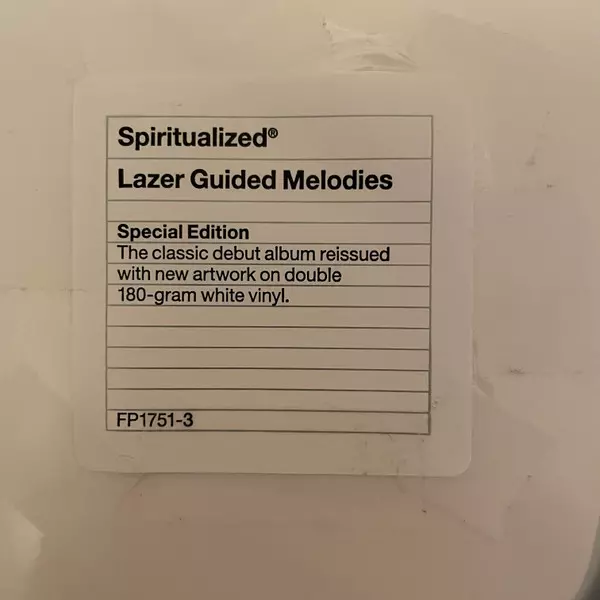 Spiritualized®
Lazer Guided Melodies
Special Edition
The classic debut album reissued
with new artwork on double
180-gram white vinyl.
FP1751-3